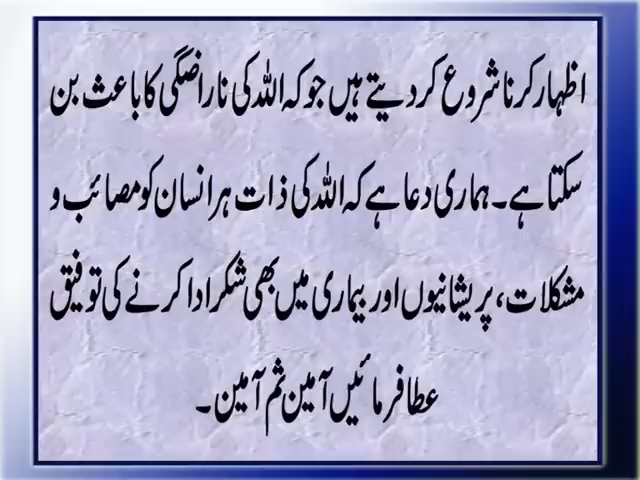 اظہار کرنا شروع کر دیتے ہیں جو کہ اللہ کی ناراضگی کا باعث بن
سکتا ہے۔ ہماری دعا ہے کہ اللہ کی ذات ہر انسان کو مصائب و
مشکلات، پریشانیوں اور بیماری میں بھی شکر ادا کرنے کی توفیق
عطا فرمائیں آمین ثم آمین۔